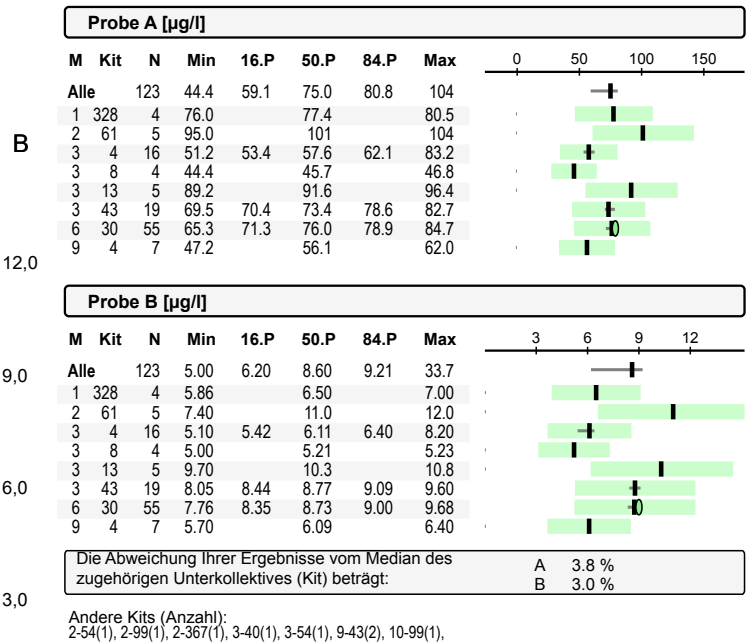 Probe A [µg/l]
M Kit N Min 16.P 50.P 84.P Max 0 50 100 150
Alle 123 44.4 59.1 75.0 80.8 104
1 328 4 76.0 77.4 80.5
2 61 5 95.0 101 104
B
3 4 16 51.2 53.4 57.6 62.1 83.2
3 8 4 44.4 45.7 46.8
3 13 5 89.2 91.6 96.4
3 43 19 69.5 70.4 73.4 78.6 82.7
6 30 55 65.3 71.3 76.0 78.9 84.7
9 4 7 47.2 56.1 62.0
12,0
Probe B [µg/l]
M Kit N Min 16.P 50.P 84.P Max 3 6 9 12
Alle 123 5.00 6.20 8.60 9.21 33.7
9,0
1 328 4 5.86 6.50 7.00
2 61 5 7.40 11.0 12.0
3 4 16 5.10 5.42 6.11 6.40 8.20
3 8 4 5.00 5.21 5.23
3 13 5 9.70 10.3 10.8
3 43 19 8.05 8.44 8.77 9.09 9.60
6,0
6 30 55 7.76 8.35 8.73 9.00 9.68
9 4 7 5.70 6.09 6.40
Die Abweichung Ihrer Ergebnisse vom Median des
zugehörigen Unterkollektives (Kit) beträgt:
A 3.8 %
B 3.0 %
3,0
Andere Kits (Anzahl):
2-54(1), 2-99(1), 2-367(1), 3-40(1), 3-54(1), 9-43(2), 10-99(1),